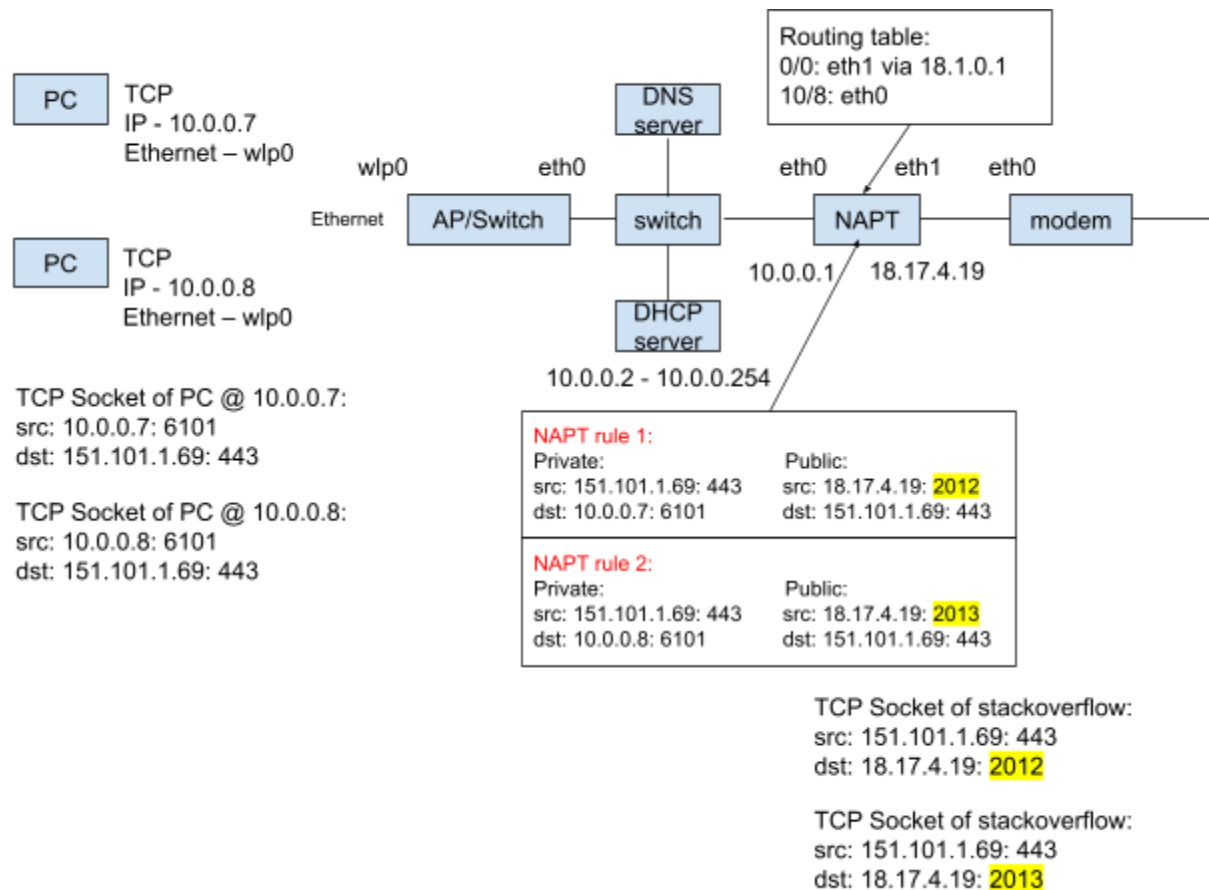 Routing table:
0/0: eth1 via 18.1.0.1
10/8: eth0
PC
TCP
IP - 10.0.0.7
Ethernet – wlp0
DNS
server
wlp0
eth0
eth0
eth1
eth0
Ethernet
AP/Switch
switch
NAPT
modem
PC
TCP
IP - 10.0.0.8
Ethernet – wlp0
10.0.0.1
18.17.4.19
DHCP
server
10.0.0.2 - 10.0.0.254
TCP Socket of PC @ 10.0.0.7:
src: 10.0.0.7: 6101
dst: 151.101.1.69: 443
TCP Socket of PC @ 10.0.0.8:
src: 10.0.0.8: 6101
dst: 151.101.1.69: 443
NAPT rule 1:
Private:
src: 151.101.1.69: 443
dst: 10.0.0.7: 6101
Public:
src: 18.17.4.19: 2012
dst: 151.101.1.69: 443
NAPT rule 2:
Private:
src: 151.101.1.69: 443
dst: 10.0.0.8: 6101
Public:
src: 18.17.4.19: 2013
dst: 151.101.1.69: 443
TCP Socket of stackoverflow:
src: 151.101.1.69: 443
dst: 18.17.4.19: 2012
TCP Socket of stackoverflow:
src: 151.101.1.69: 443
dst: 18.17.4.19: 2013